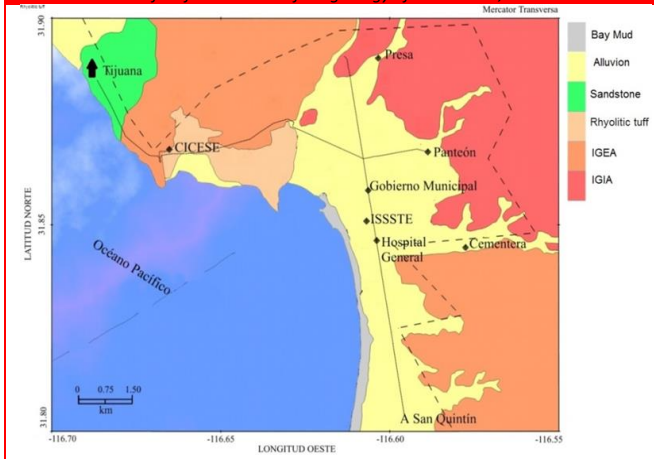 Mercator Transversa
31.90
31.85
31.80
LATITUD NORTE
Tijuana
Presa
CICESE
Panteón
Gobierno Municipal
ISSSTE
Hospital
General
Cementera
Océano Pacífico
0 0.75 1.50
km
A San Quintín
-116.70 -116.65 -116.60 -116.55
LONGITUD OESTE
Bay Mud
Alluvion
Sandstone
Rhyolitic tuff
IGEA
IGIA